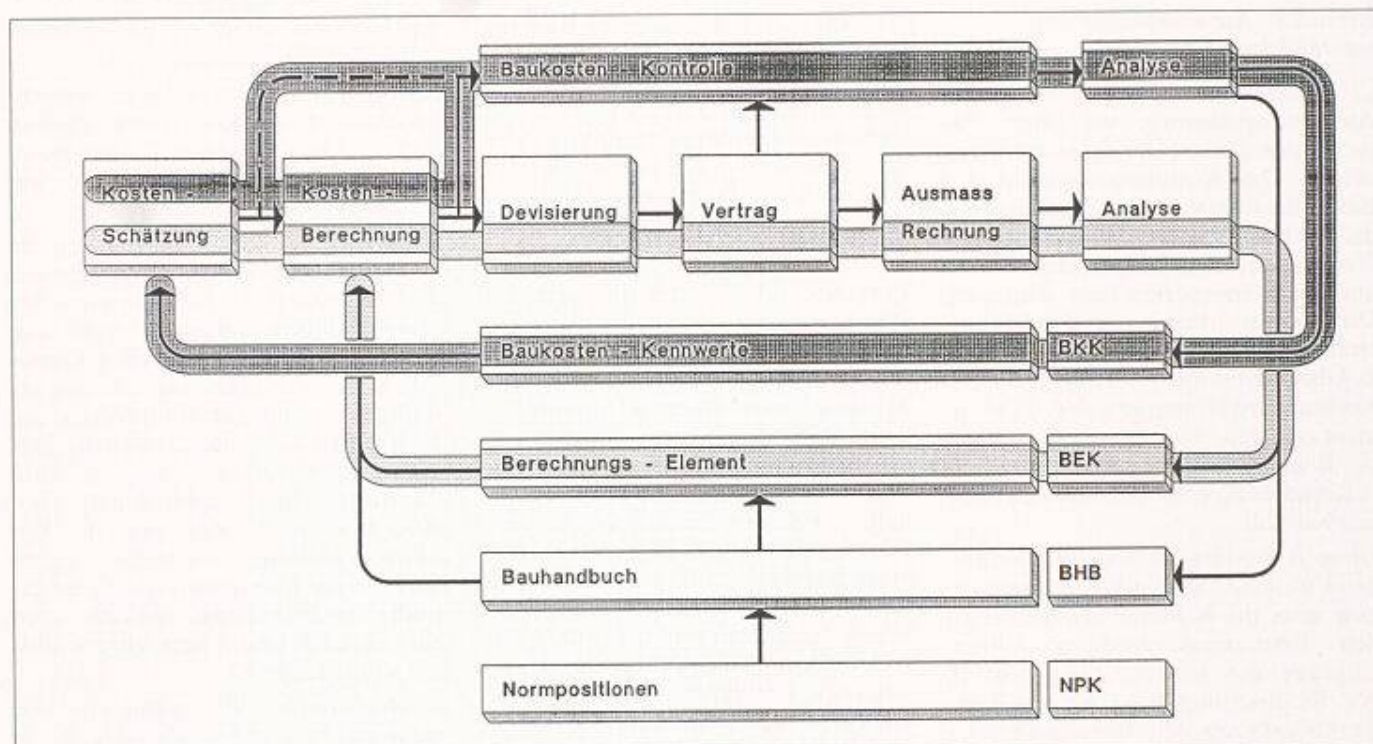 Baukosten - Kontrolle
Analyse
Kosten -
Schätzung
Kosten -
Berechnung
Devisierung
Vertrag
Ausmass
Rechnung
Analyse
Baukosten - Kennwerte
BKK
Berechnungs - Element
BEK
Bauhandbuch
BHB
Normpositionen
NPK